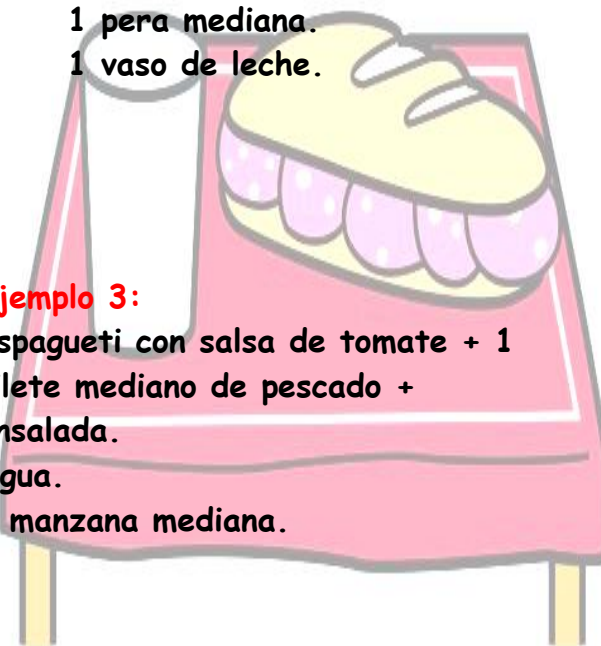 1 pera mediana.
1 vaso de leche.
jemplo 3:
spagueti con salsa de tomate + 1
lete mediano de pescado +
nsalada.
gua.
manzana mediana.